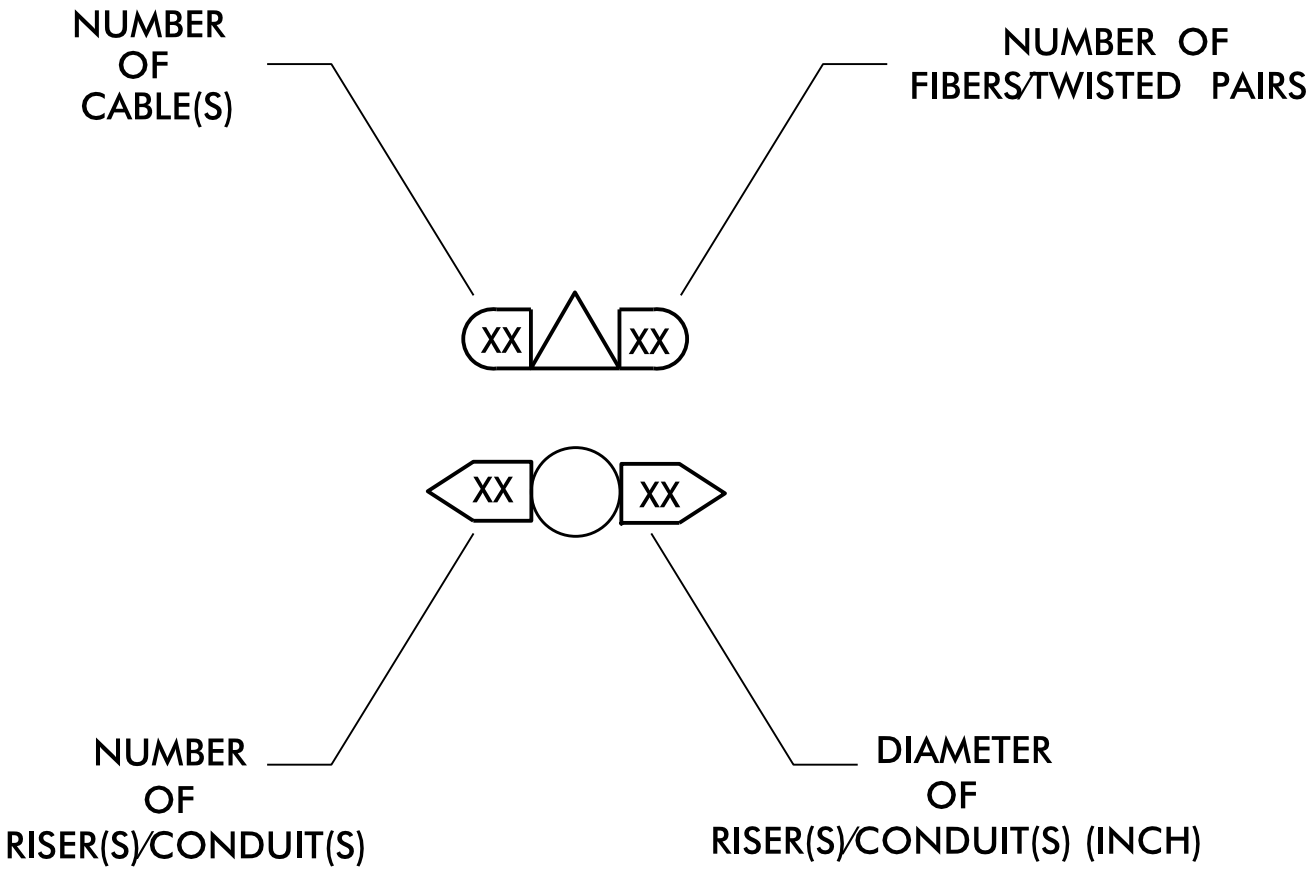 NUMBER
OF
CABLE(S)
NUMBER OF
FIBERS/TWISTED PAIRS
XX
XX
XX
XX
NUMBER
OF
RISER(S)/CONDUIT(S)
DIAMETER
OF
RISER(S)/CONDUIT(S) (INCH)